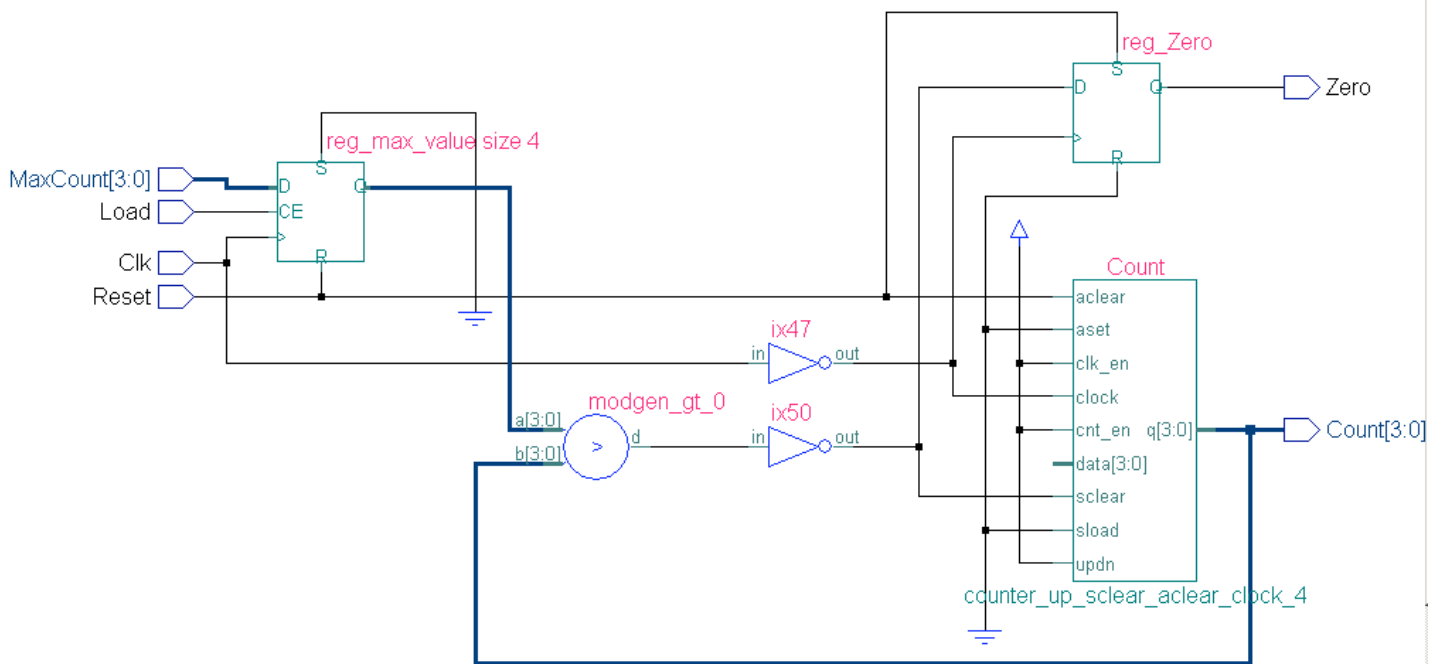 reg_Zero
S
D
Q
Zero
R
reg_max_value size 4
S
MaxCount[3:0]
D
Q
Load
CE
Clk
R
Reset
Count
aclear
aset
ix47
in
out
clk_en
clock
modgen_gt_0
ix50
a[3:0]
>
d
in
out
b[3:0]
cnt_en
q[3:0]
Count[3:0]
data[3:0]
sclear
sload
updn
counter_up_sclear_aclear_clock_4